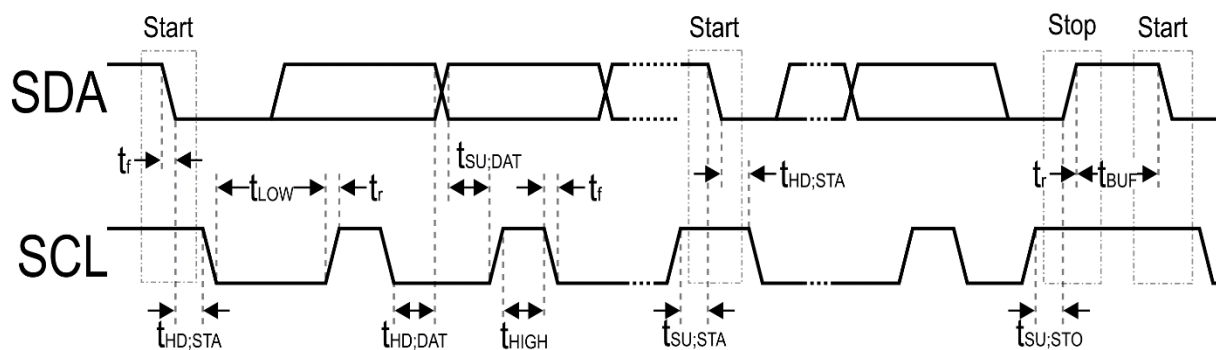 Start Start Stop Start
SDA
tf tSU;DAT
tLOW tr tf tHD;STA tr tBUF
SCL
tHD;STA tHD;DAT tHIGH tSU;STA tSU;STO